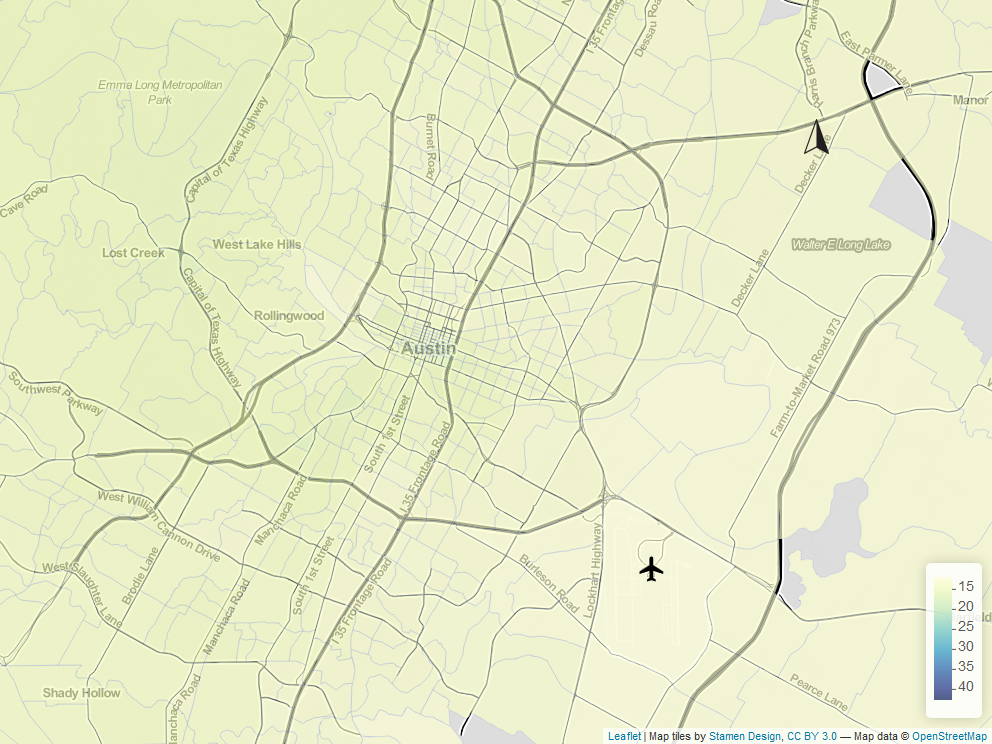 I 35 Frontage Road
Dessau Road
Harris Branch Parkway
East Parmer Lane
Emma Long Metropolitan
Park
Manor
Capital of Texas Highway
Burnet Road
Decker Lane
Cave Road
Lost Creek
West Lake Hills
Walter E Long Lake
Decker Lane
Capital of Texas Highway
Rollingwood
Austin
Farm-to-Market Road 973
Southwest Parkway
South 1st Street
I 35 Frontage Road
West William Cannon Drive
Manchaca Road
South 1st Street
Brodie Lane
West Slaughter Lane
Burleson Road
Lockhart Highway
Manchaca Road
I 35 Frontage Road
15
20
25
30
35
40
Shady Hollow
Manchaca Road
Pearce Lane
Leaflet | Map tiles by Stamen Design, CC BY 3.0 — Map data © OpenStreetMap